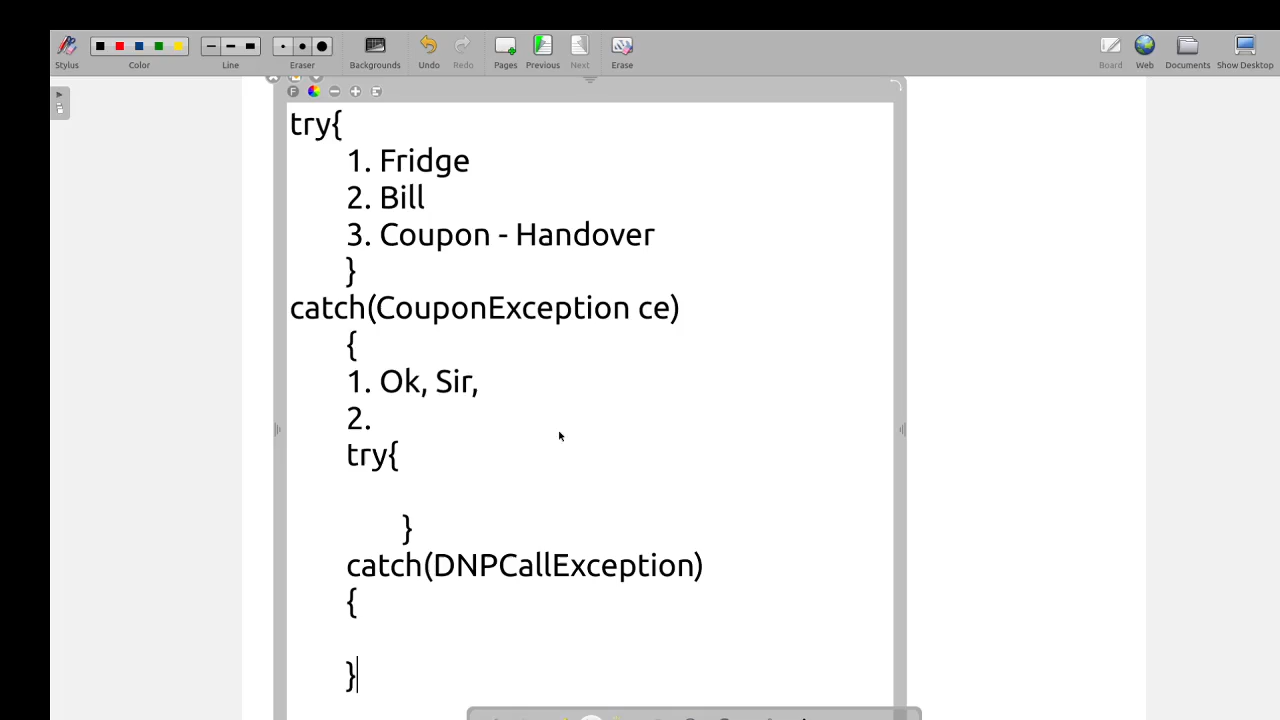 Stylus
Color
Line
Eraser
Backgrounds
Undo
Redo
Pages
Previous
Next
Erase
Board
Web
Documents
Show Desktop
F
try{
1. Fridge
2. Bill
3. Coupon - Handover
}
catch(CouponException ce)
{
1. Ok, Sir,
2.
try{
}
catch(DNPCallException)
{
}